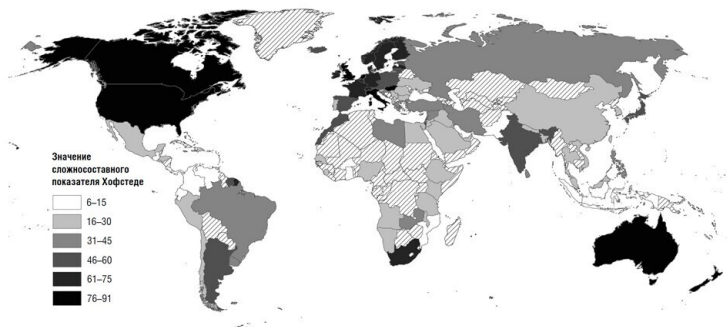 Значение
сложносоставного
показателя Хофстеде
6–15
16–30
31–45
46–60
61–75
76–91